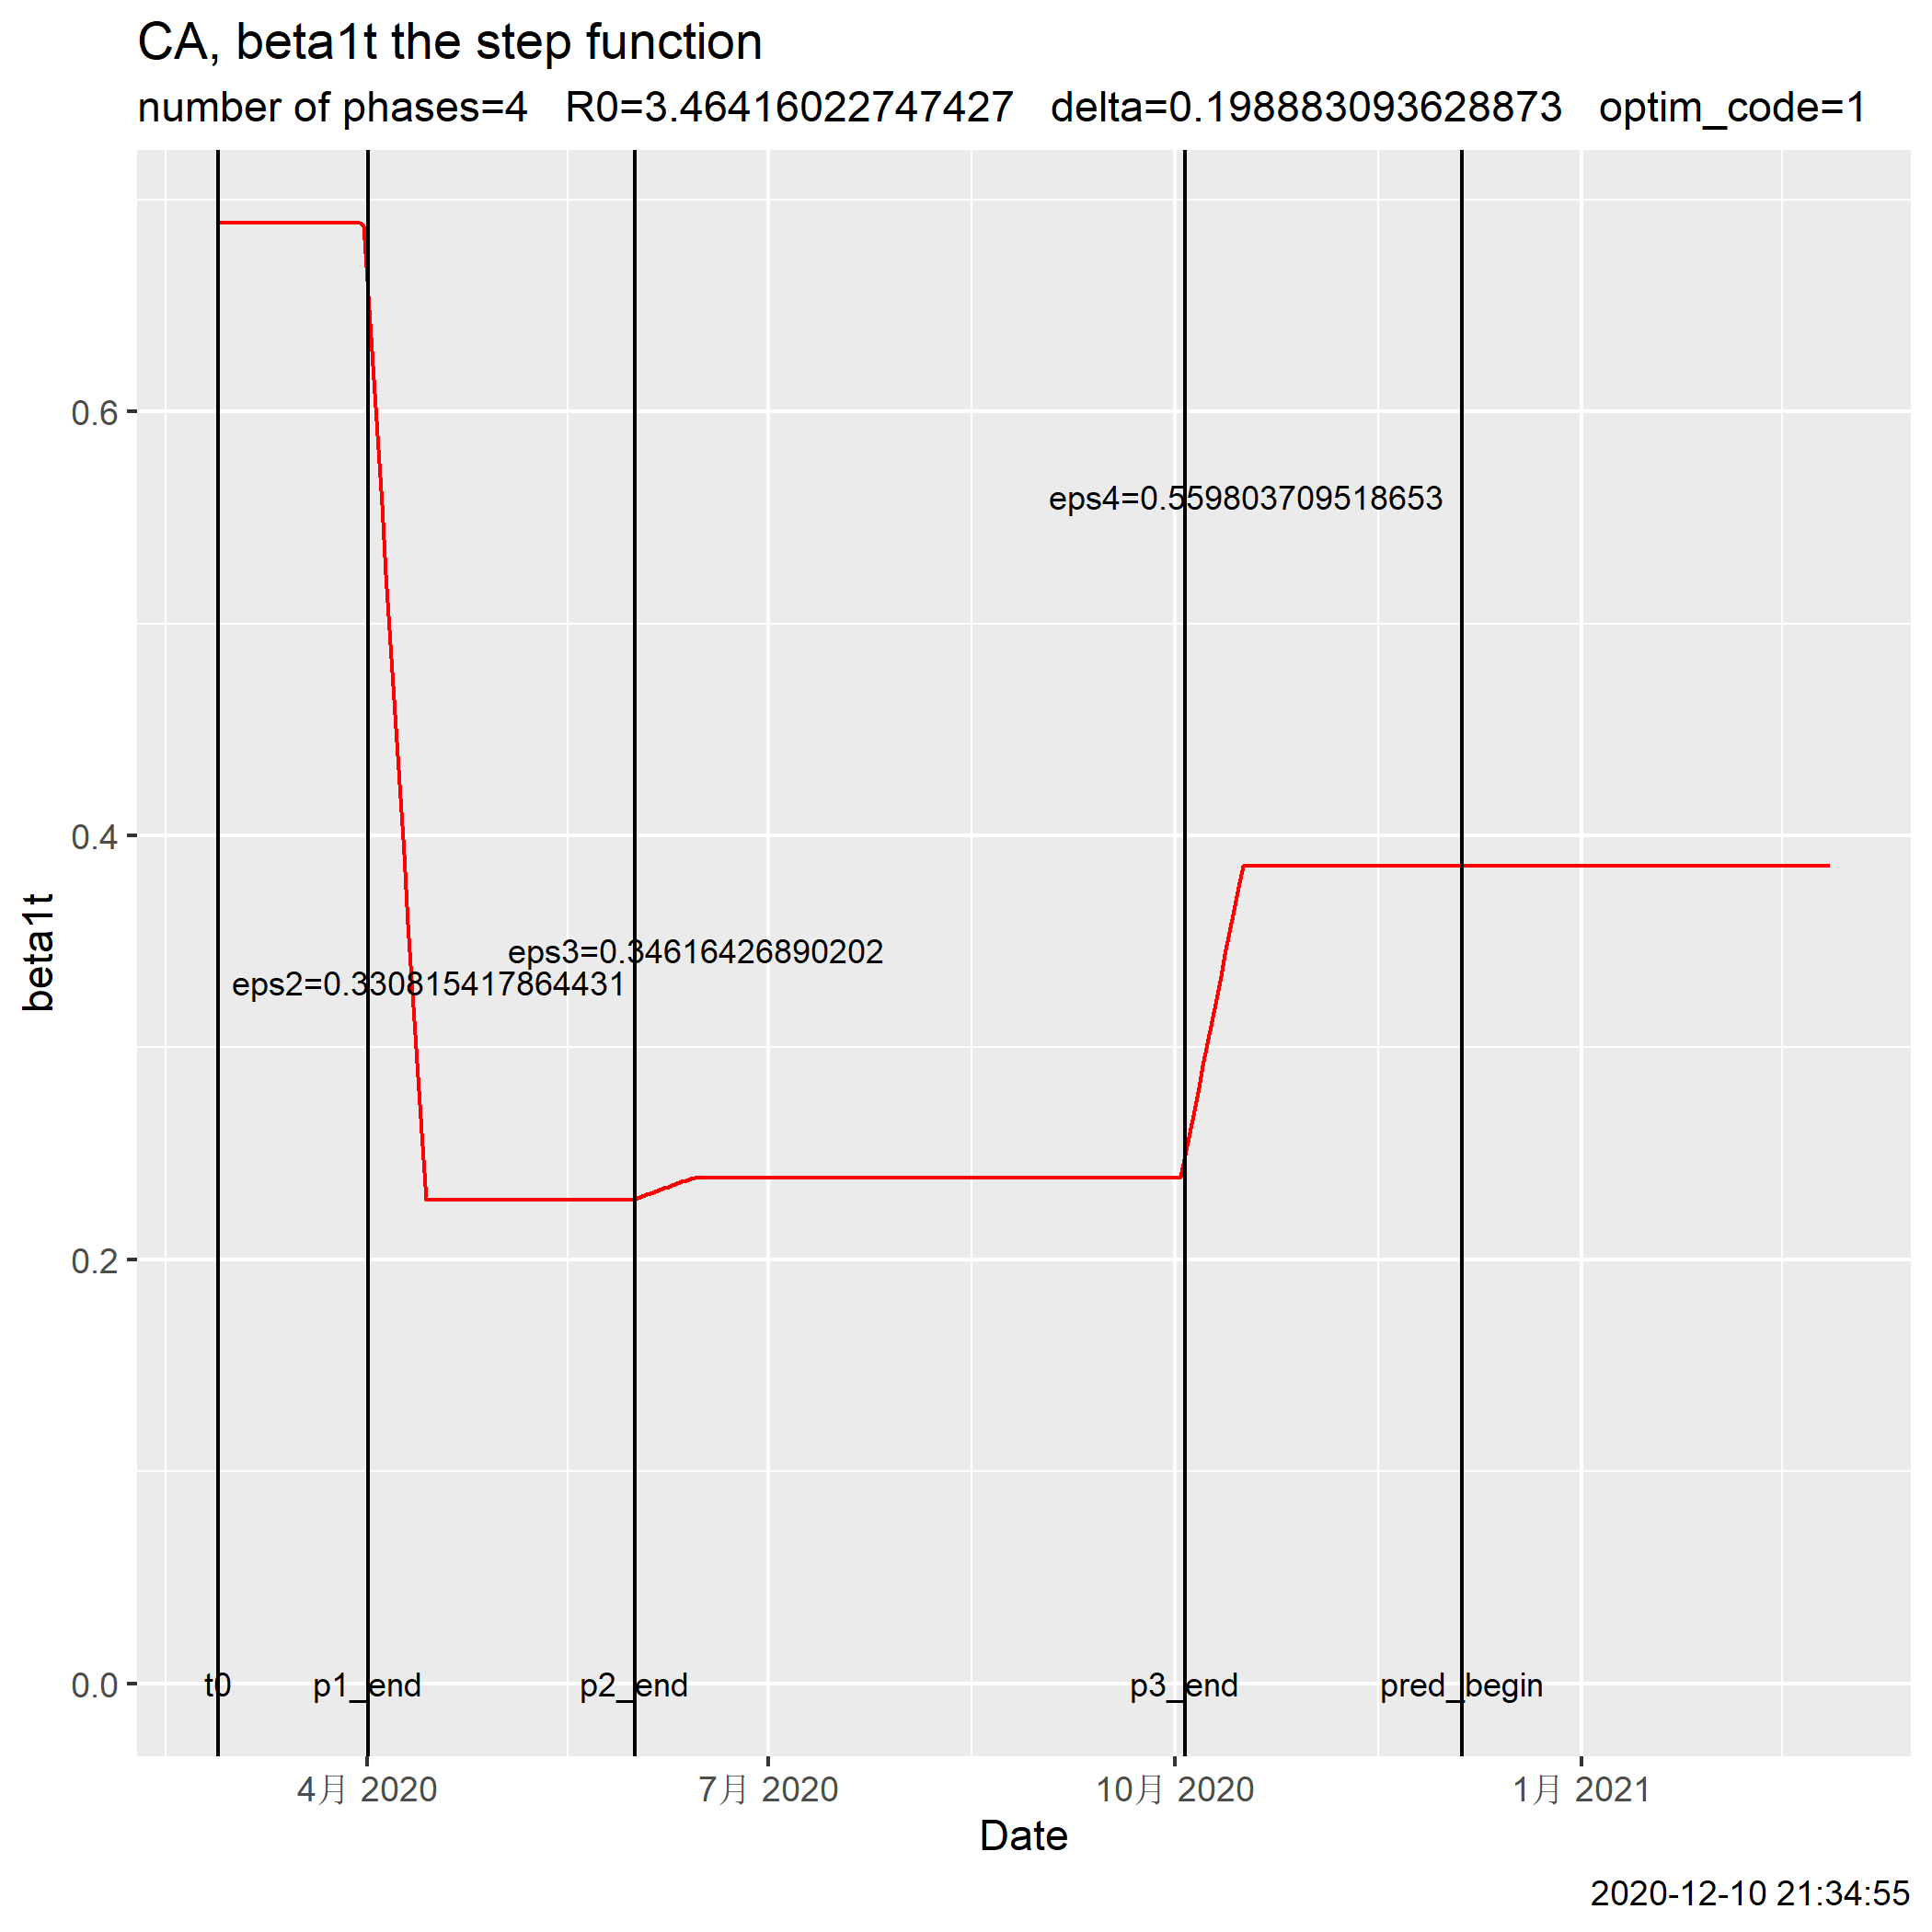 CA, beta1t the step function
number of phases=4   R0=3.46416022747427   delta=0.198883093628873   optim_code=1
eps4=0.559803709518653
eps3=0.34616426890202
eps2=0.330815417864431
beta1t
0.6
0.4
0.2
0.0
t0 p1_end p2_end p3_end pred_begin
4月 2020 7月 2020 10月 2020 1月 2021
Date
2020-12-10 21:34:55